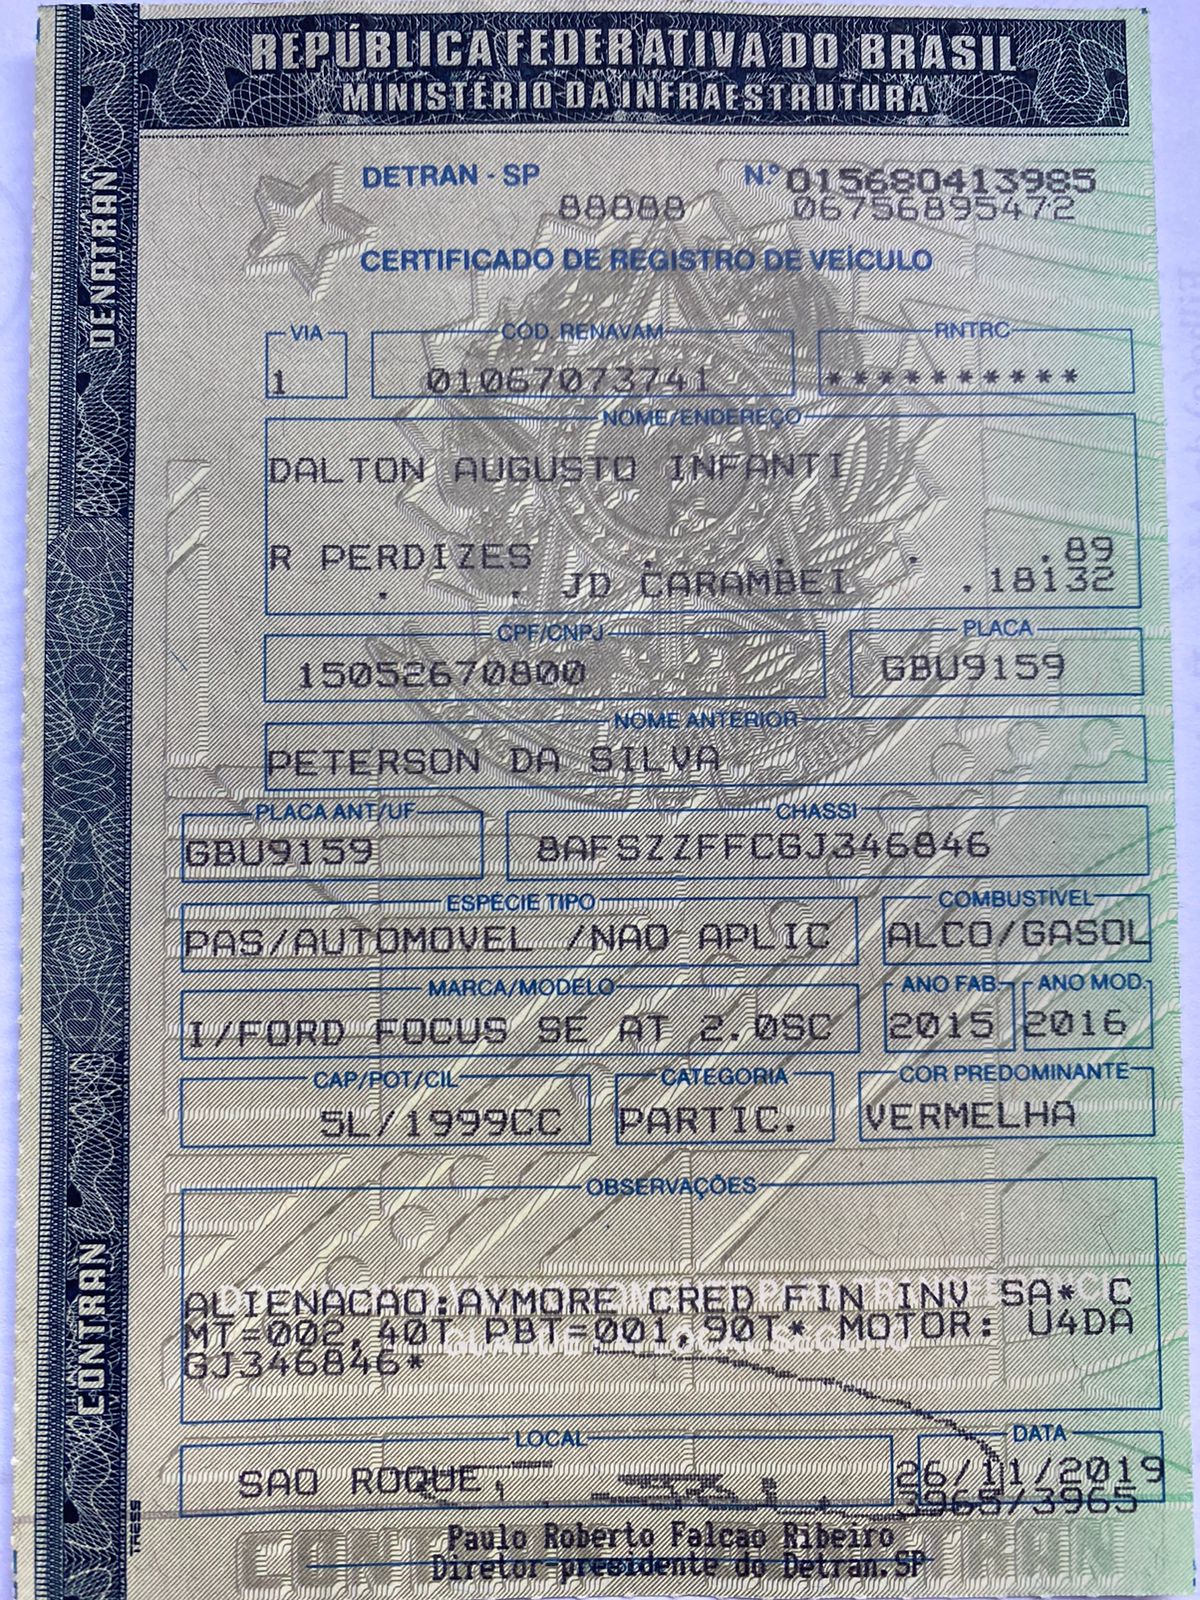 REPÚBLICA FEDERATIVA DO BRASIL
MINISTÉRIO DA INFRAESTRUTURA
DENATRAN
CONTRAN
DETRAN - SP
N.º 015680413985
88888 06756895472
CERTIFICADO DE REGISTRO DE VEÍCULO
VIA CÓD. RENAVAM RNTRC
1 01067073741 **********
NOME/ENDEREÇO
DALTON AUGUSTO INFANTI
R PERDIZES . . . .89
. . JD CARAMBEI .18132
CPF/CNPJ PLACA
15052670800 GBU9159
NOME ANTERIOR
PETERSON DA SILVA
PLACA ANT/UF CHASSI
GBU9159 8AFSZZFFCGJ346846
ESPÉCIE TIPO COMBUSTÍVEL
PAS/AUTOMOVEL /NAO APLIC ALCO/GASOL
MARCA/MODELO ANO FAB. ANO MOD.
I/FORD FOCUS SE AT 2.0SC 2015 2016
CAP/POT/CIL CATEGORIA COR PREDOMINANTE
5L/1999CC PARTIC. VERMELHA
OBSERVAÇÕES
ALIENACAO:AYMORE CRED FIN INV SA* C
MT=002,40T PBT=001,90T* MOTOR: U4DA
GJ346846*
LOCAL DATA
SAO ROQUE 26/11/2019
3965/3965
Paulo Roberto Falcao Ribeiro
Diretor-presidente do Detran.SP